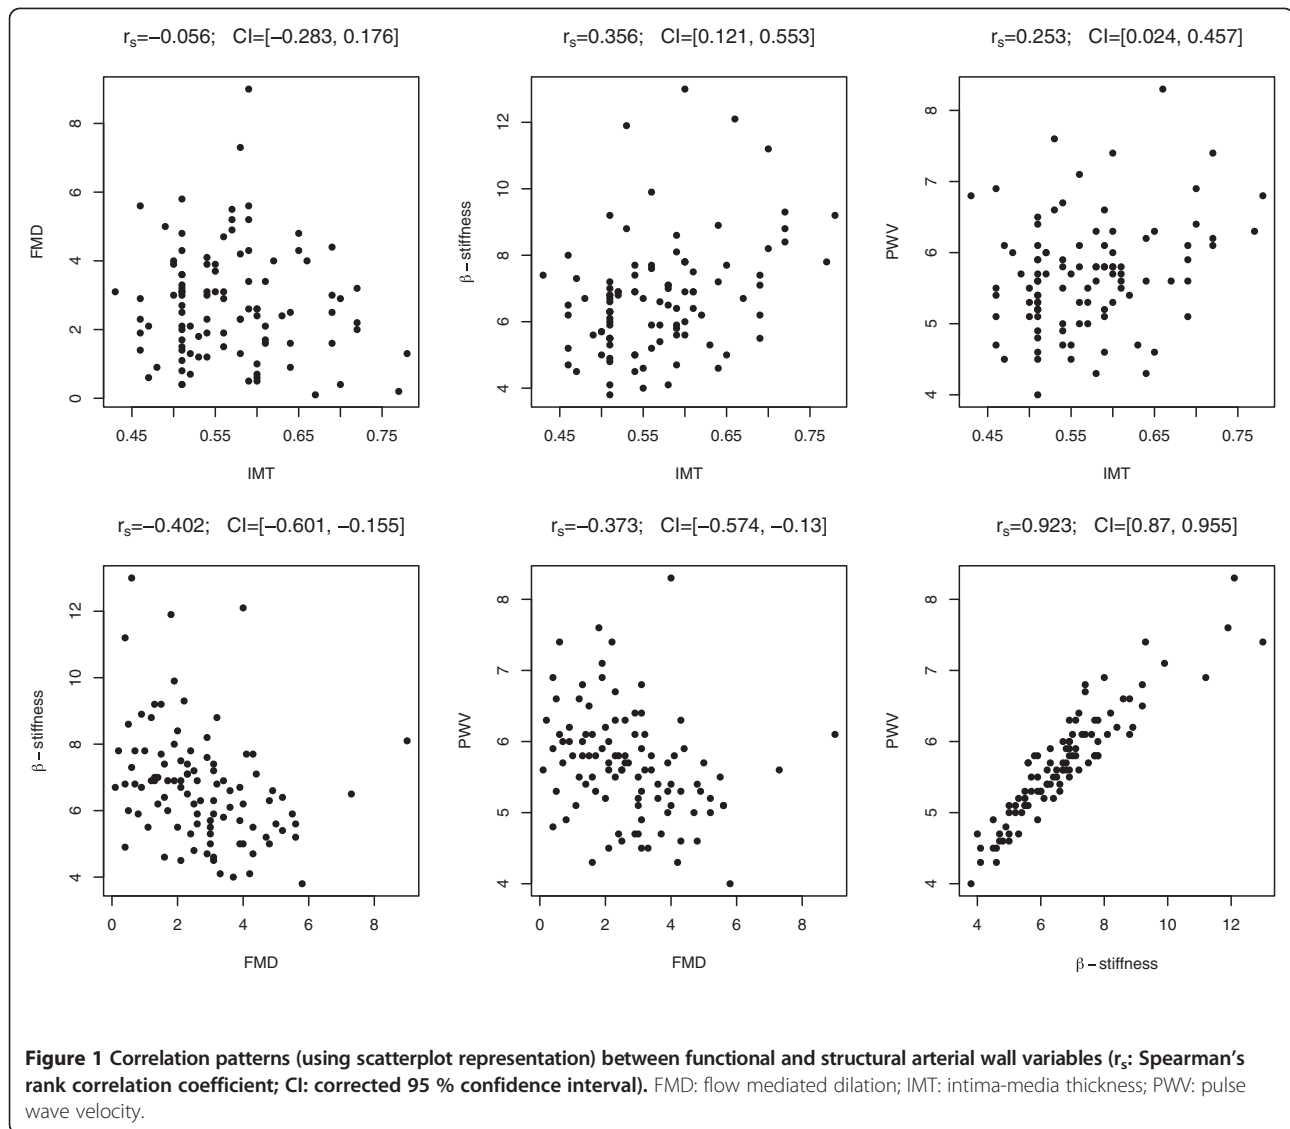 rs=−0.056; CI=[−0.283, 0.176]
rs=0.356; CI=[0.121, 0.553]
rs=0.253; CI=[0.024, 0.457]
FMD
0 2 4 6 8
0.45 0.55 0.65 0.75
IMT
β−stiffness
4 6 8 10 12
0.45 0.55 0.65 0.75
IMT
PWV
4 5 6 7 8
0.45 0.55 0.65 0.75
IMT
rs=−0.402; CI=[−0.601, −0.155]
rs=−0.373; CI=[−0.574, −0.13]
rs=0.923; CI=[0.87, 0.955]
β−stiffness
4 6 8 10 12
0 2 4 6 8
FMD
PWV
4 5 6 7 8
0 2 4 6 8
FMD
PWV
4 5 6 7 8
4 6 8 10 12
β−stiffness
Figure 1 Correlation patterns (using scatterplot representation) between functional and structural arterial wall variables (rs: Spearman's
rank correlation coefficient; CI: corrected 95 % confidence interval). FMD: flow mediated dilation; IMT: intima-media thickness; PWV: pulse
wave velocity.